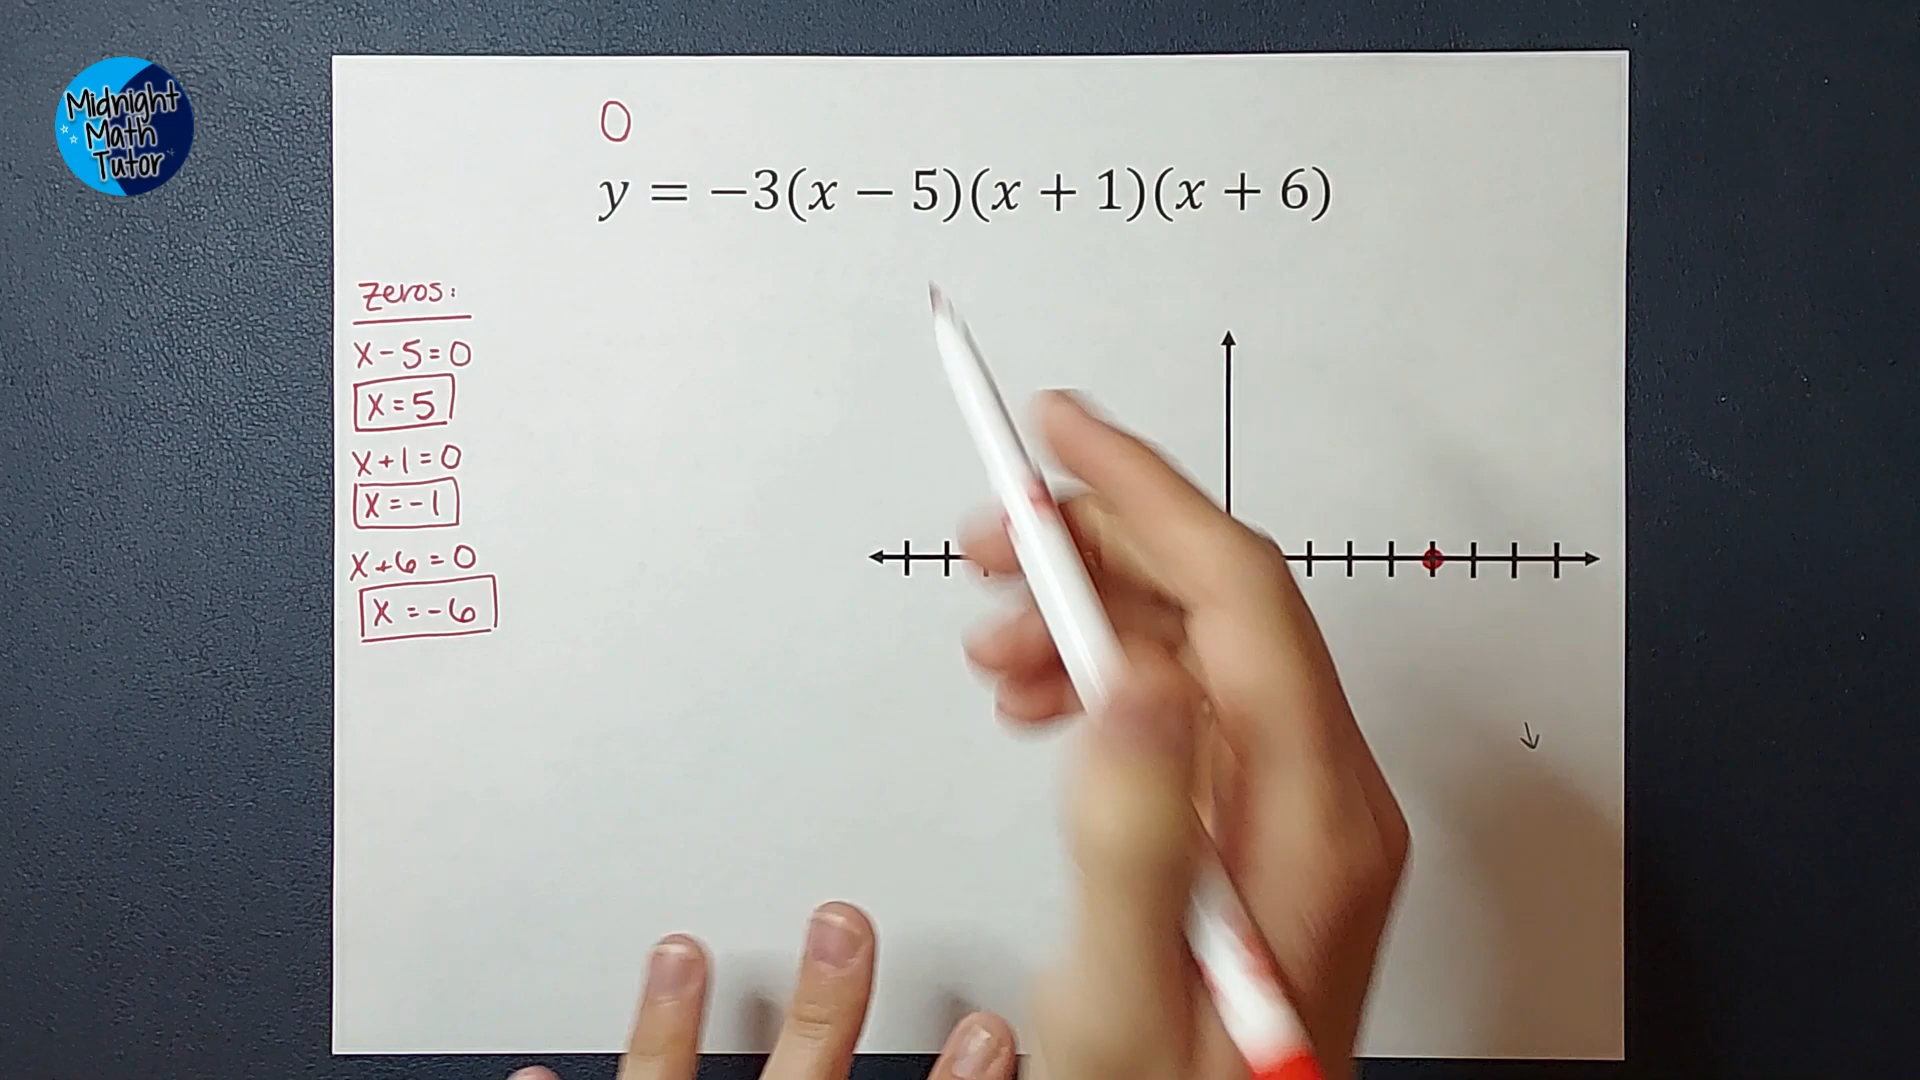 Midnight
Math
Tutor
0
y = −3(x − 5)(x + 1)(x + 6)
zeros:
x - 5 = 0
x = 5
x + 1 = 0
x = -1
x + 6 = 0
x = -6